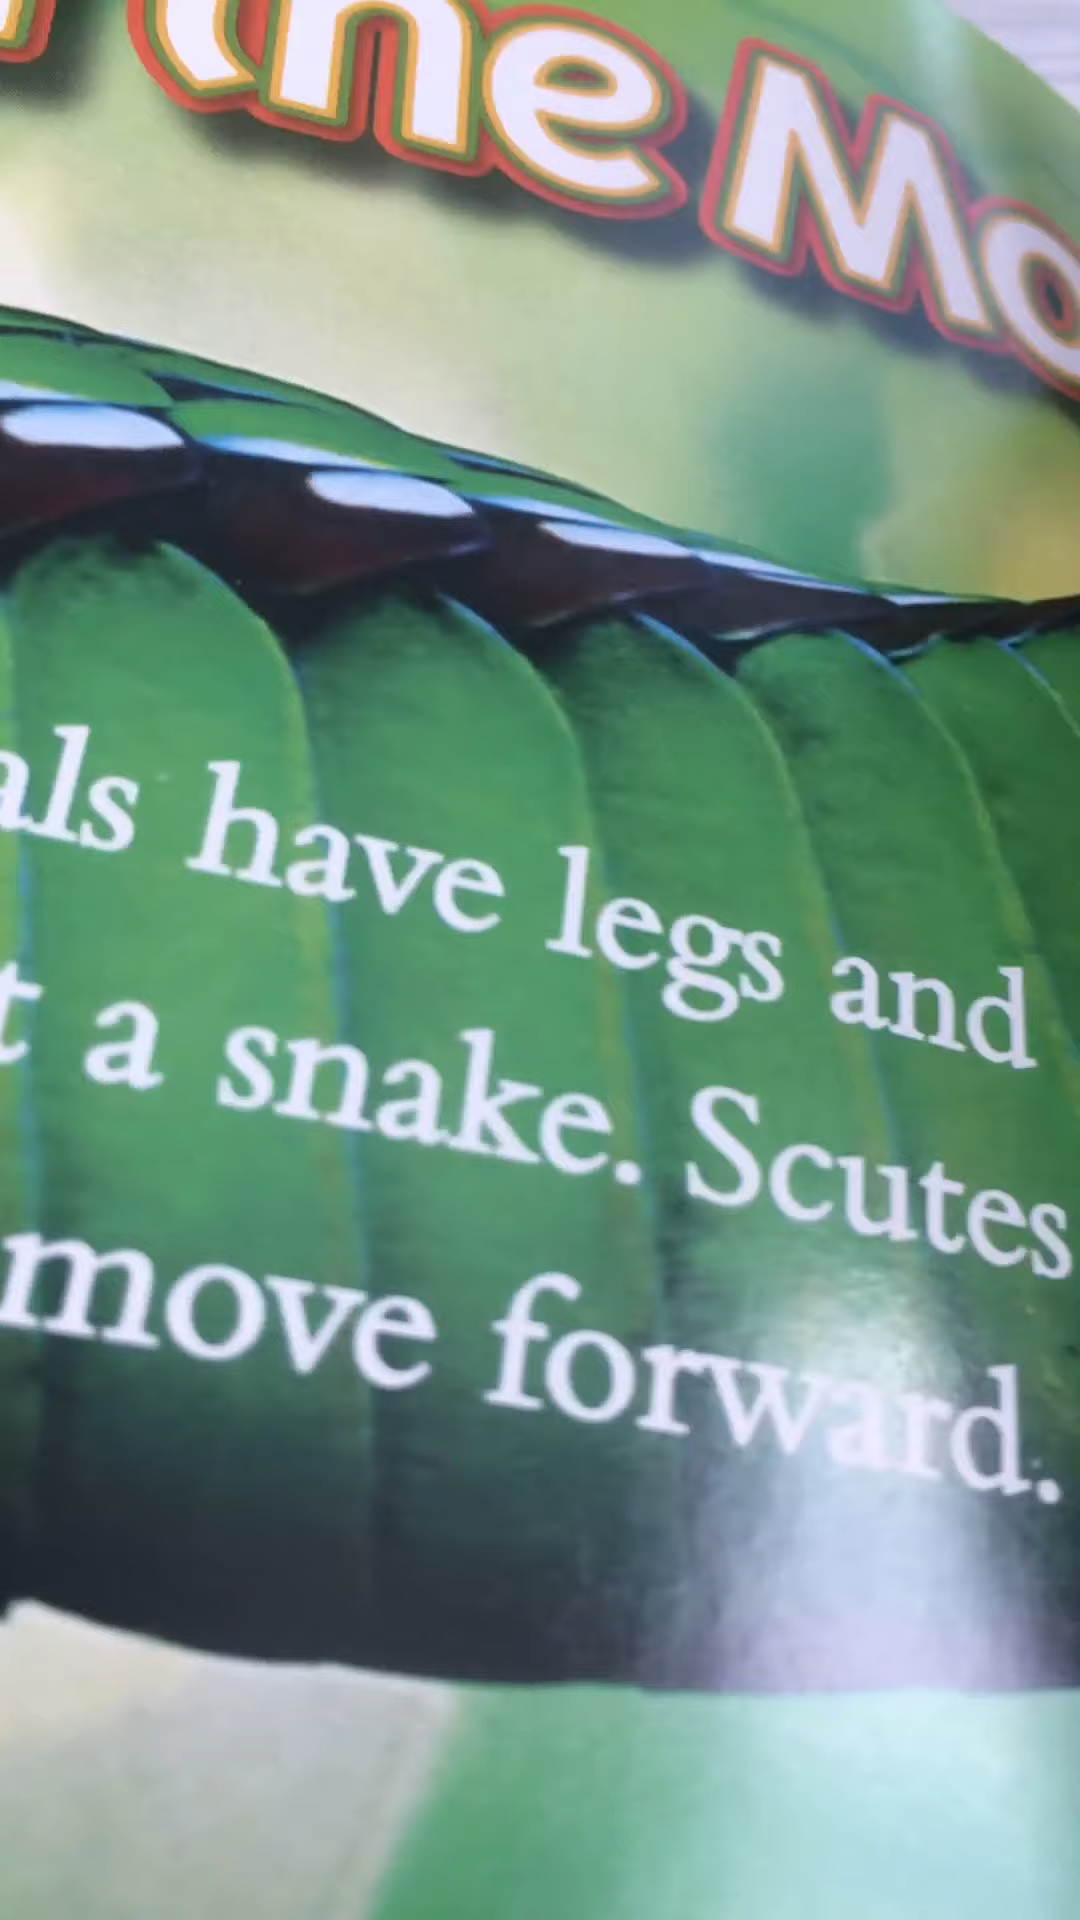 the Mo
als have legs and
t a snake. Scutes
move forward.